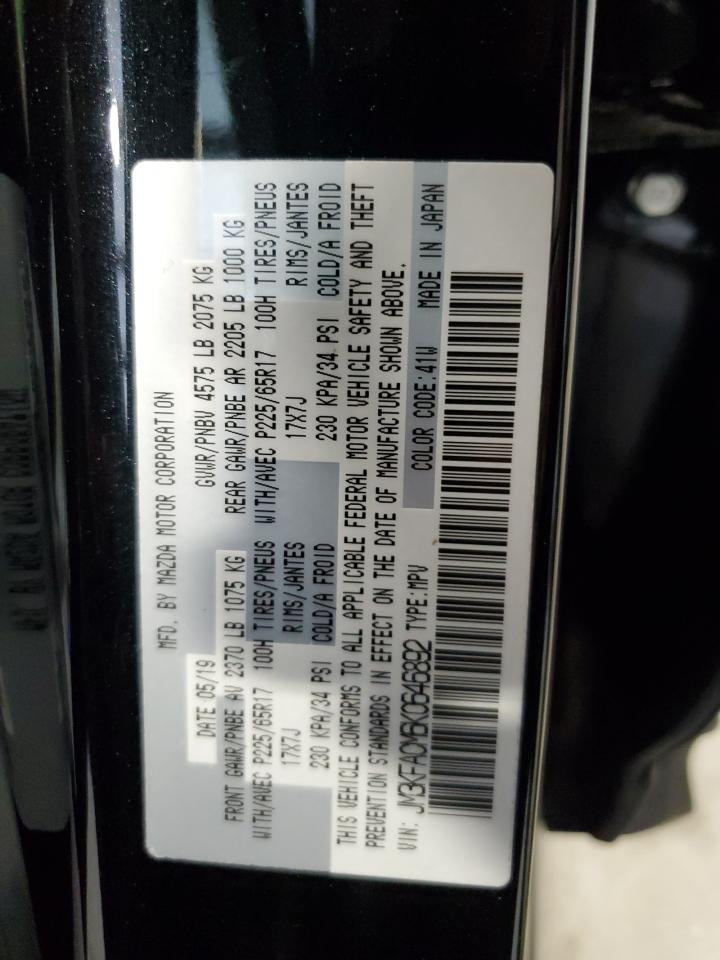 MFD. BY MAZDA MOTOR CORPORATION
DATE 05/19 GVWR/PNBV 4575 LB 2075 KG
FRONT GAWR/PNBE AV 2370 LB 1075 KG REAR GAWR/PNBE AR 2205 LB 1000 KG
WITH/AVEC P225/65R17 100H TIRES/PNEUS WITH/AVEC P225/65R17 100H TIRES/PNEUS
17X7J RIMS/JANTES 17X7J RIMS/JANTES
230 KPA/34 PSI COLD/A FROID 230 KPA/34 PSI COLD/A FROID
THIS VEHICLE CONFORMS TO ALL APPLICABLE FEDERAL MOTOR VEHICLE SAFETY AND THEFT
PREVENTION STANDARDS IN EFFECT ON THE DATE OF MANUFACTURE SHOWN ABOVE.
VIN: JM3KFACM6K0646892 TYPE:MPV COLOR CODE:41W MADE IN JAPAN